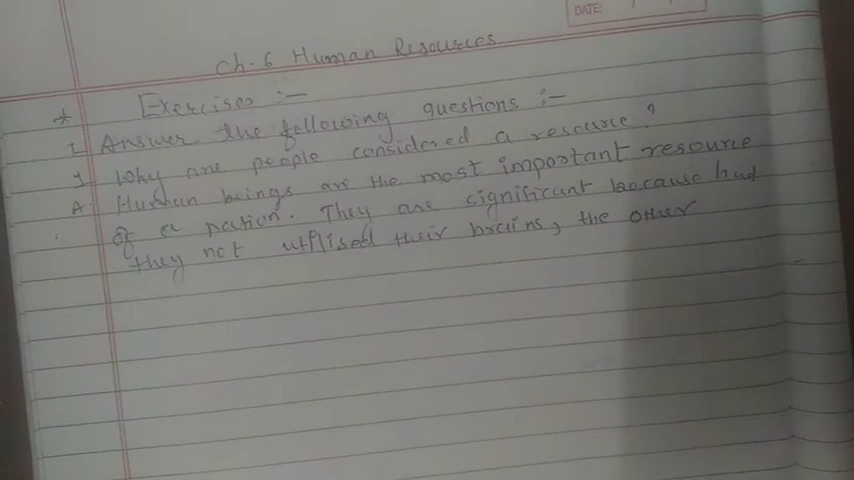 DATE:
Ch. 6 Human Resources
* Exercises :-
I Answer the following questions :-
1 Why are people considered a resource?
A. Human beings are the most important resource
of a nation. They are significant because had
they not utilised their brains, the other